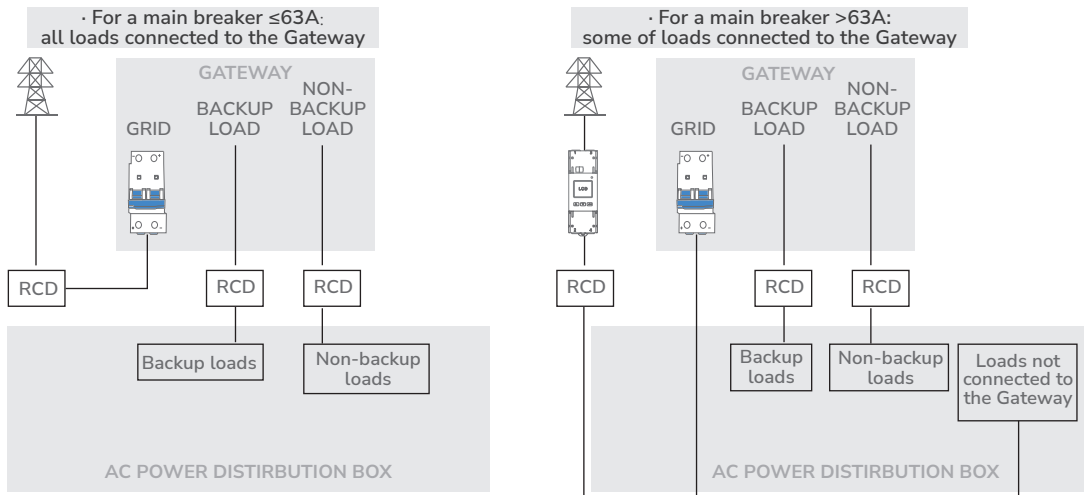 · For a main breaker ≤63A:
all loads connected to the Gateway
GATEWAY
GRID
BACKUP
LOAD
NON-
BACKUP
LOAD
RCD
RCD
RCD
Backup loads
Non-backup
loads
AC POWER DISTIRBUTION BOX
· For a main breaker >63A:
some of loads connected to the Gateway
GATEWAY
GRID
BACKUP
LOAD
NON-
BACKUP
LOAD
RCD
RCD
RCD
Backup
loads
Non-backup
loads
Loads not
connected to
the Gateway
AC POWER DISTIRBUTION BOX